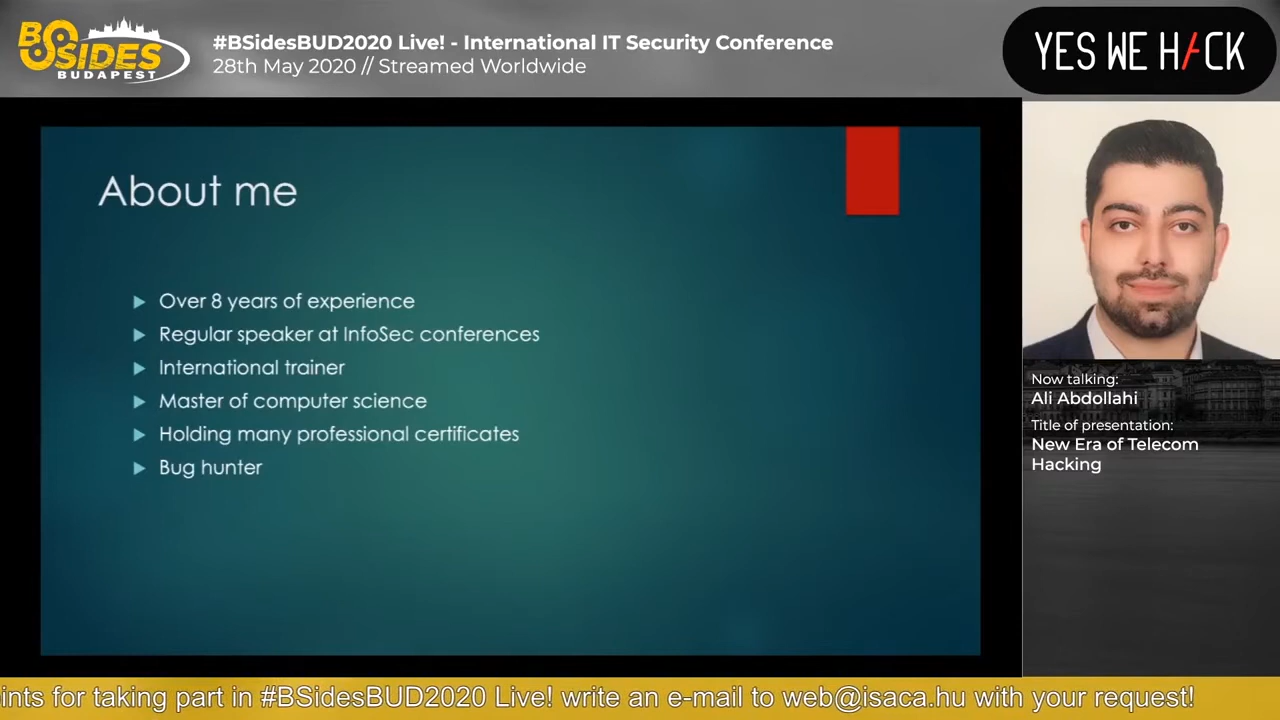 BSIDES
BUDAPEST
#BSidesBUD2020 Live! - International IT Security Conference
28th May 2020 // Streamed Worldwide
YES WE H/CK
About me
Over 8 years of experience
Regular speaker at InfoSec conferences
International trainer
Master of computer science
Holding many professional certificates
Bug hunter
Now talking:
Ali Abdollahi
Title of presentation:
New Era of Telecom
Hacking
ints for taking part in #BSidesBUD2020 Live! write an e-mail to web@isaca.hu with your request!